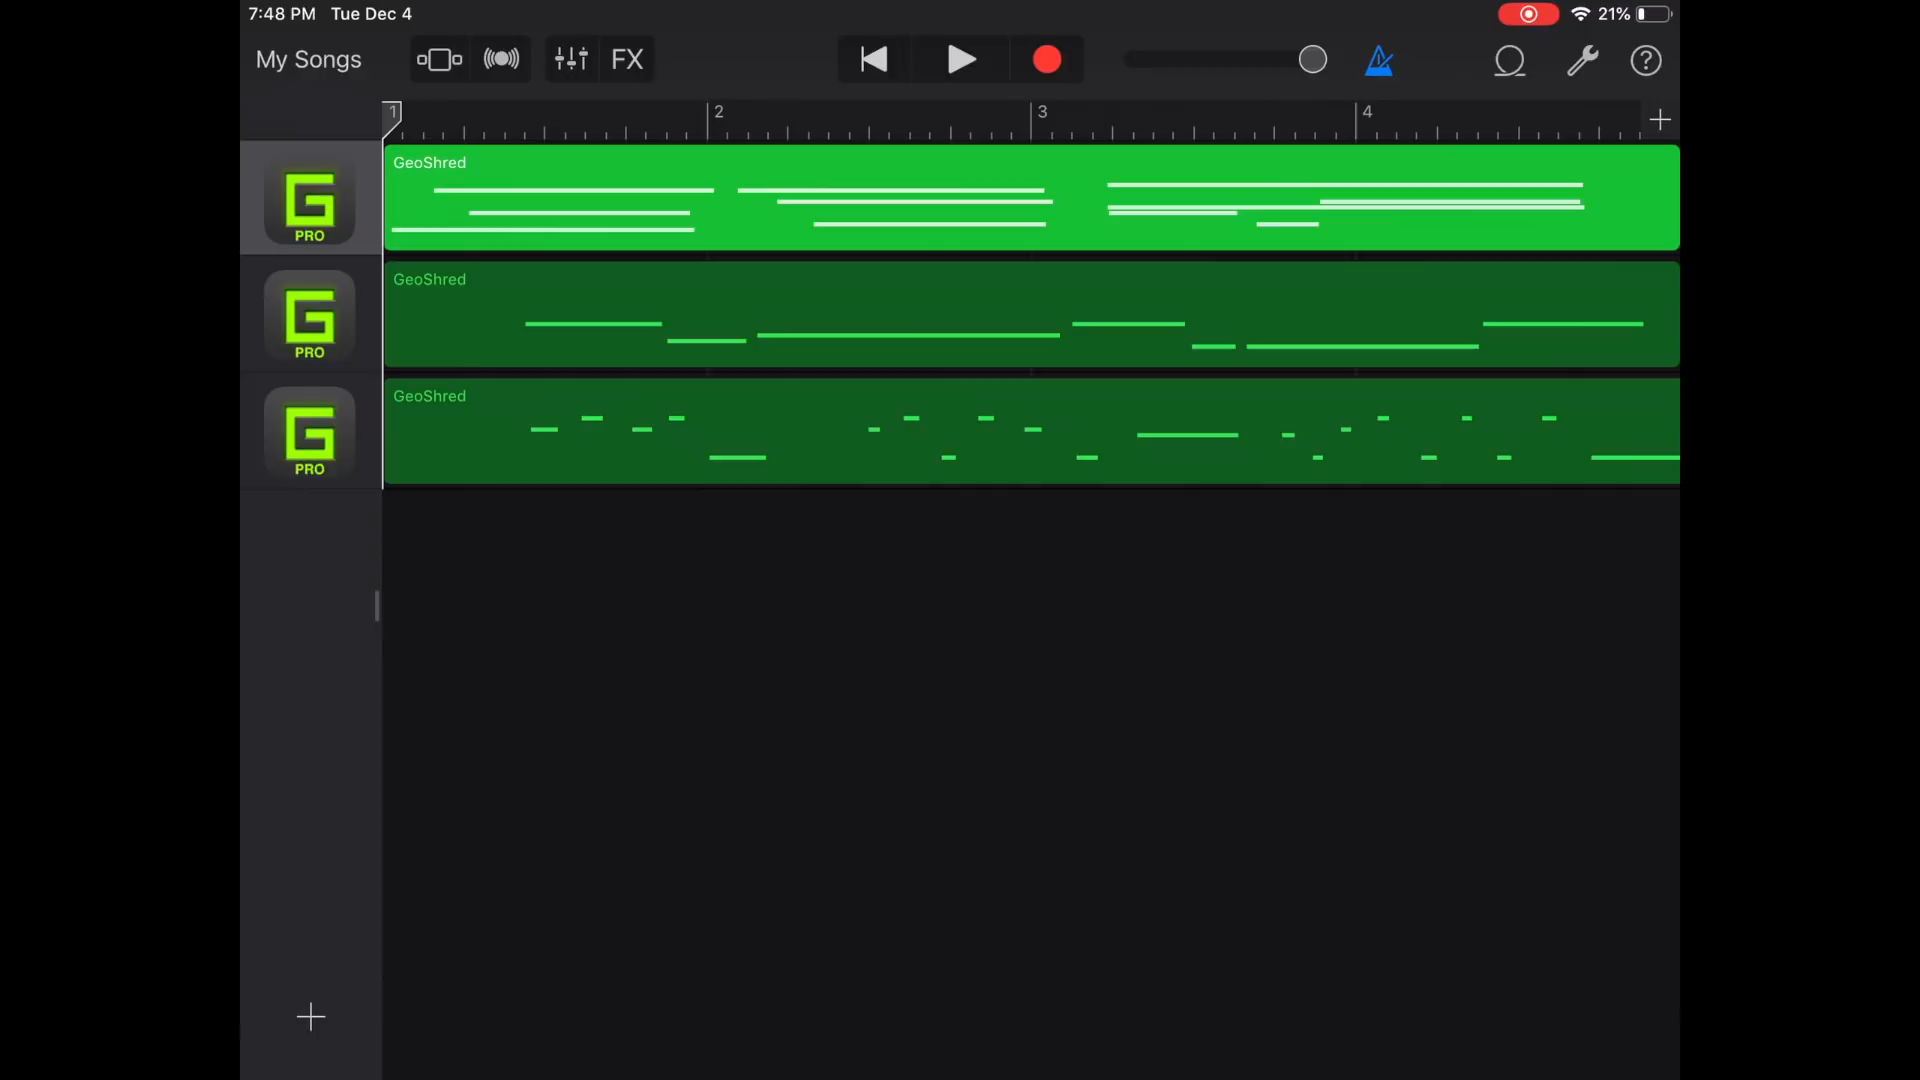 7:48 PM Tue Dec 4 21%
My Songs FX ?
1 2 3 4
GeoShred
G PRO
GeoShred
G PRO
GeoShred
G PRO